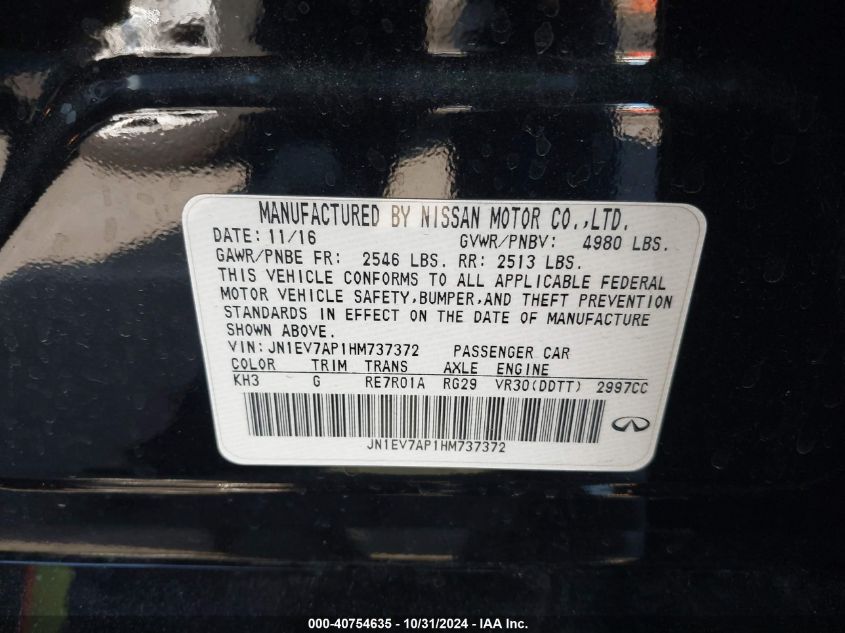 MANUFACTURED BY NISSAN MOTOR CO.,LTD.
DATE: 11/16 GVWR/PNBV: 4980 LBS.
GAWR/PNBE FR: 2546 LBS. RR: 2513 LBS.
THIS VEHICLE CONFORMS TO ALL APPLICABLE FEDERAL
MOTOR VEHICLE SAFETY,BUMPER,AND THEFT PREVENTION
STANDARDS IN EFFECT ON THE DATE OF MANUFACTURE
SHOWN ABOVE.
VIN:JN1EV7AP1HM737372 PASSENGER CAR
COLOR TRIM TRANS AXLE ENGINE
KH3 G RE7R01A RG29 VR30(DDTT) 2997CC
JN1EV7AP1HM737372
000-40754635 - 10/31/2024 - IAA Inc.